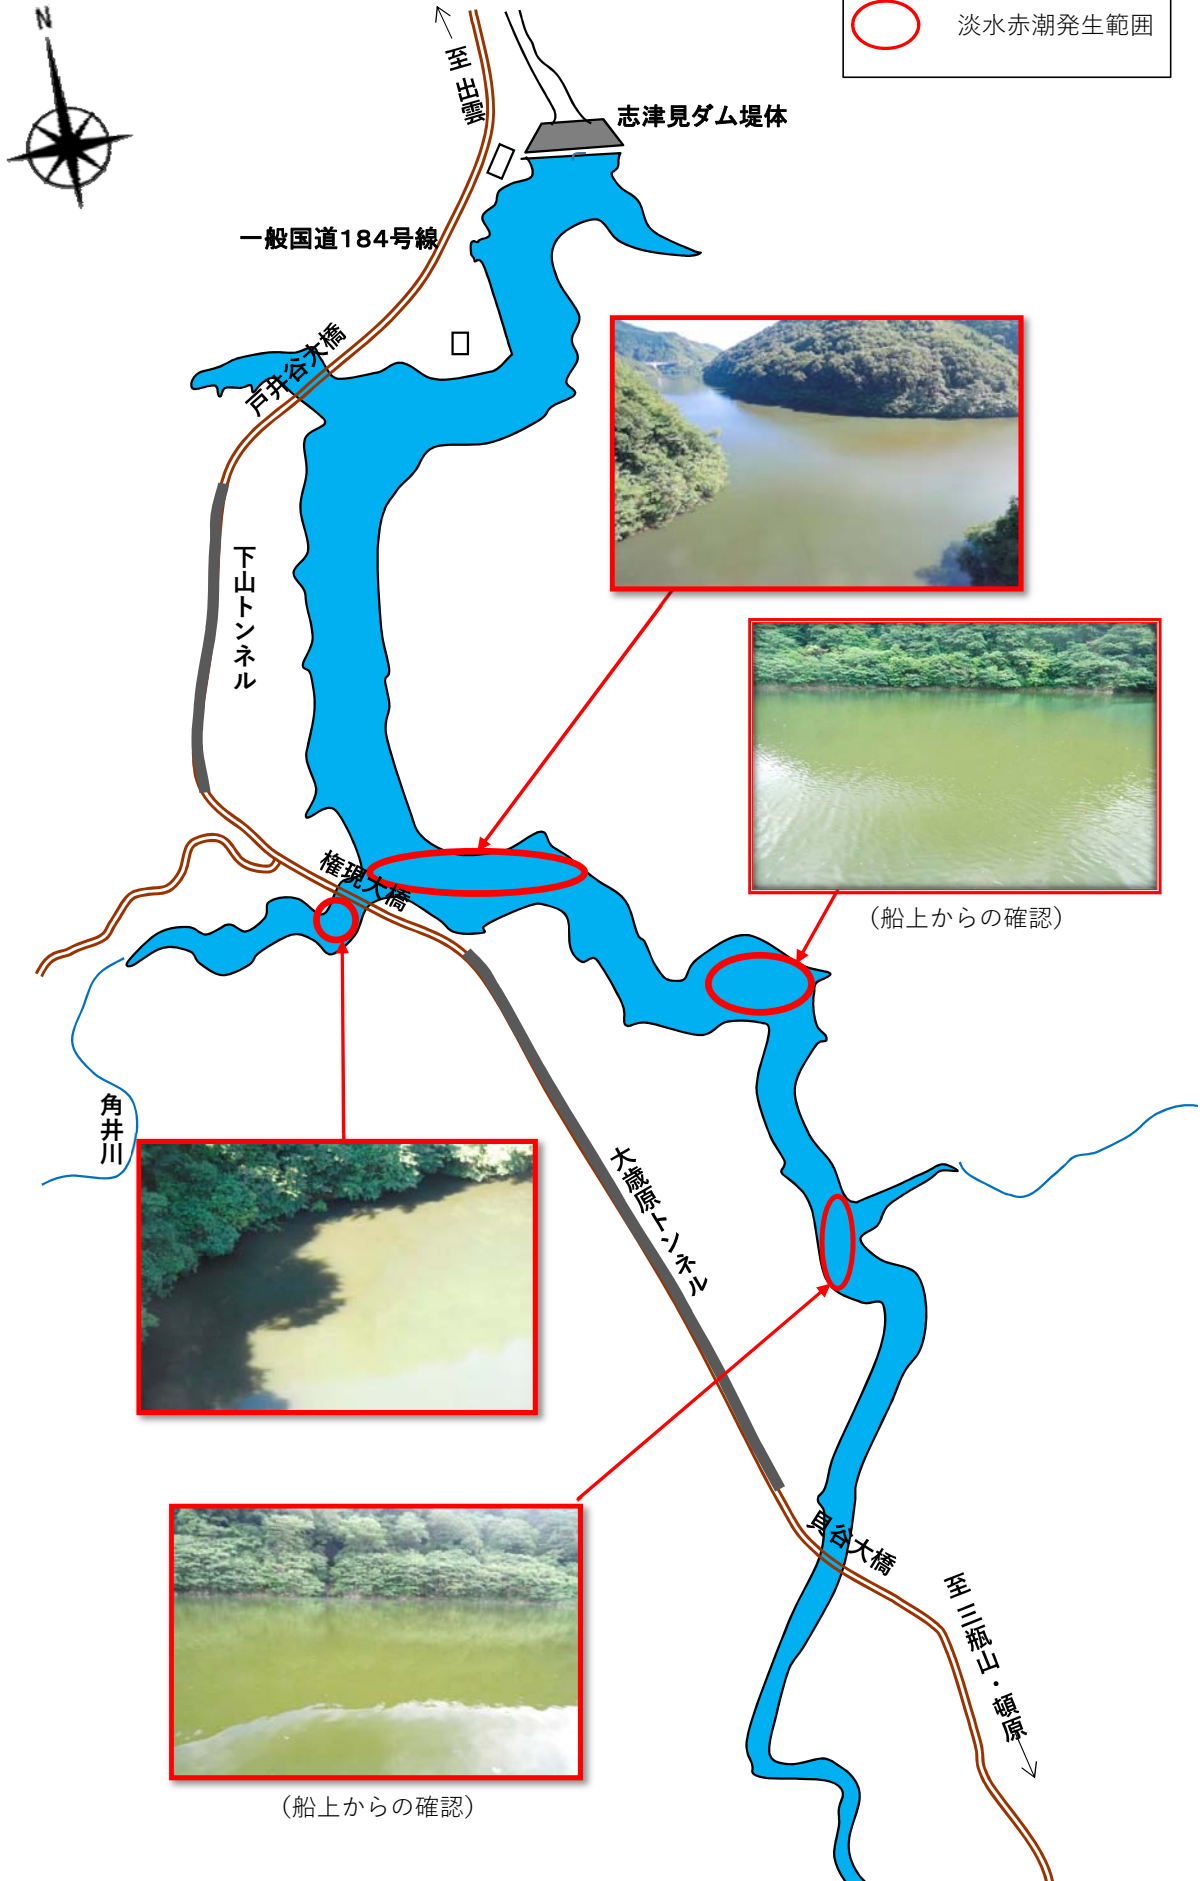 N
淡水赤潮発生範囲
至 出雲
志津見ダム堤体
一般国道184号線
戸井谷大橋
下山トンネル
権現大橋
(船上からの確認)
角井川
大歳原トンネル
貝谷大橋
至 三瓶山・頓原
(船上からの確認)